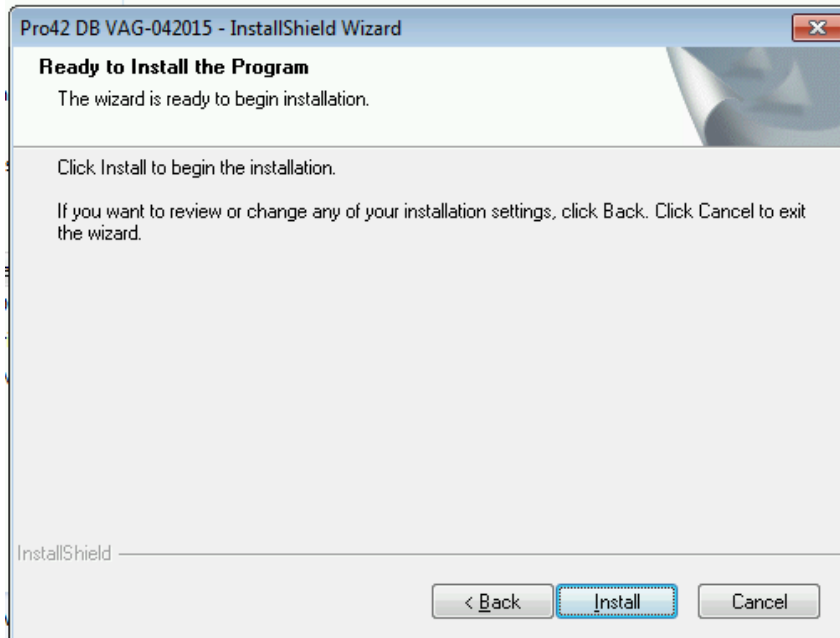 Pro42 DB VAG-042015 - InstallShield Wizard
Ready to Install the Program
The wizard is ready to begin installation.
Click Install to begin the installation.
If you want to review or change any of your installation settings, click Back. Click Cancel to exit
the wizard.
InstallShield
< Back Install Cancel